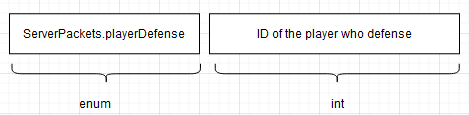 ServerPackets.playerDefense
ID of the player who defense
enum
int